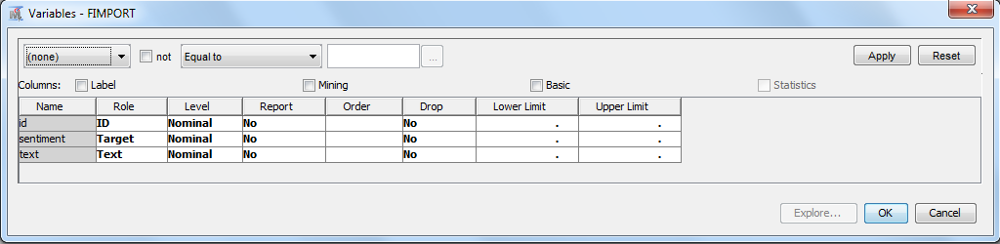 Variables - FIMPORT
(none) not Equal to ... Apply Reset
Columns: Label Mining Basic Statistics
Name Role Level Report Order Drop Lower Limit Upper Limit
id ID Nominal No No . .
sentiment Target Nominal No No . .
text Text Nominal No No . .
Explore... OK Cancel